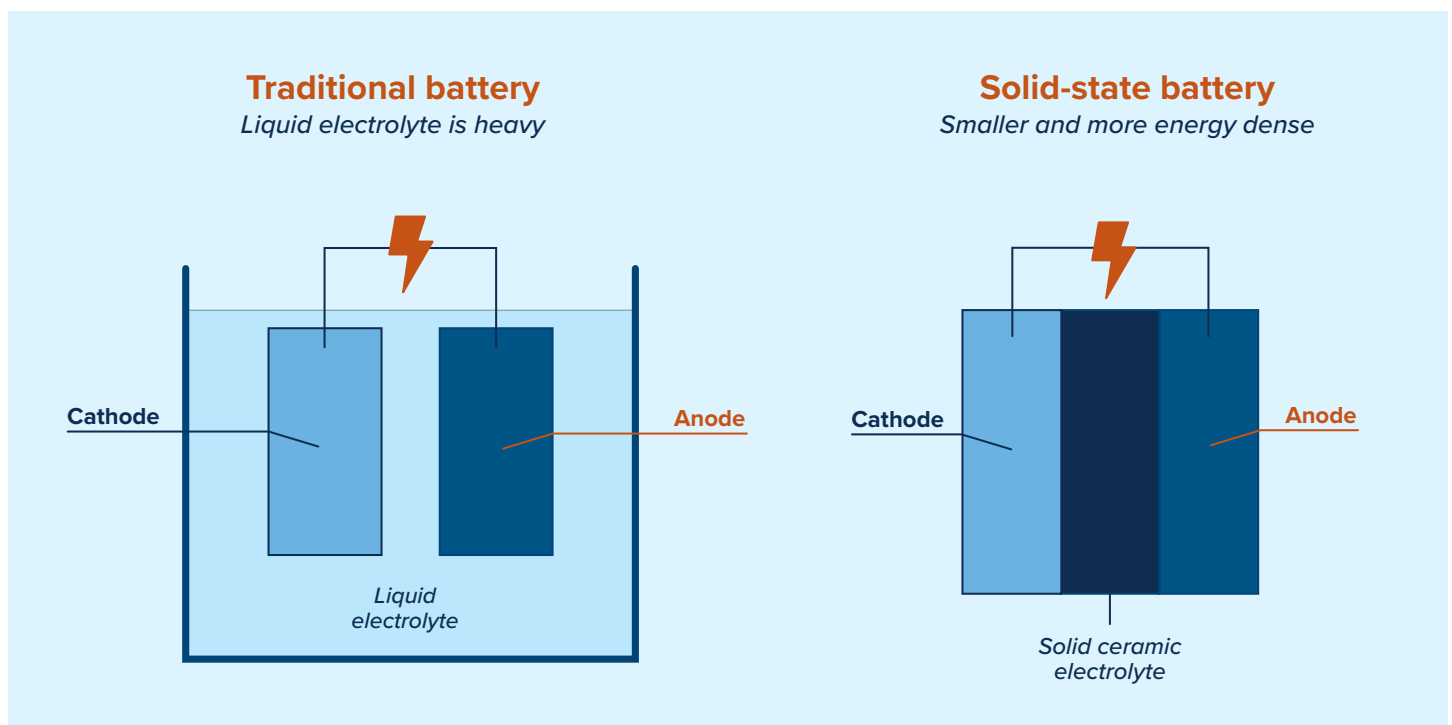 Traditional battery
Liquid electrolyte is heavy
Cathode
Anode
Liquid
electrolyte
Solid-state battery
Smaller and more energy dense
Cathode
Anode
Solid ceramic
electrolyte